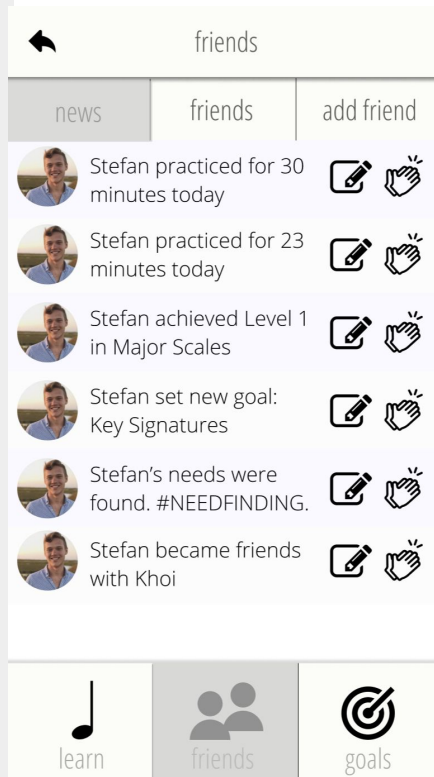 friends
news friends add friend
Stefan practiced for 30
minutes today
Stefan practiced for 23
minutes today
Stefan achieved Level 1
in Major Scales
Stefan set new goal:
Key Signatures
Stefan’s needs were
found. #NEEDFINDING.
Stefan became friends
with Khoi
learn friends goals